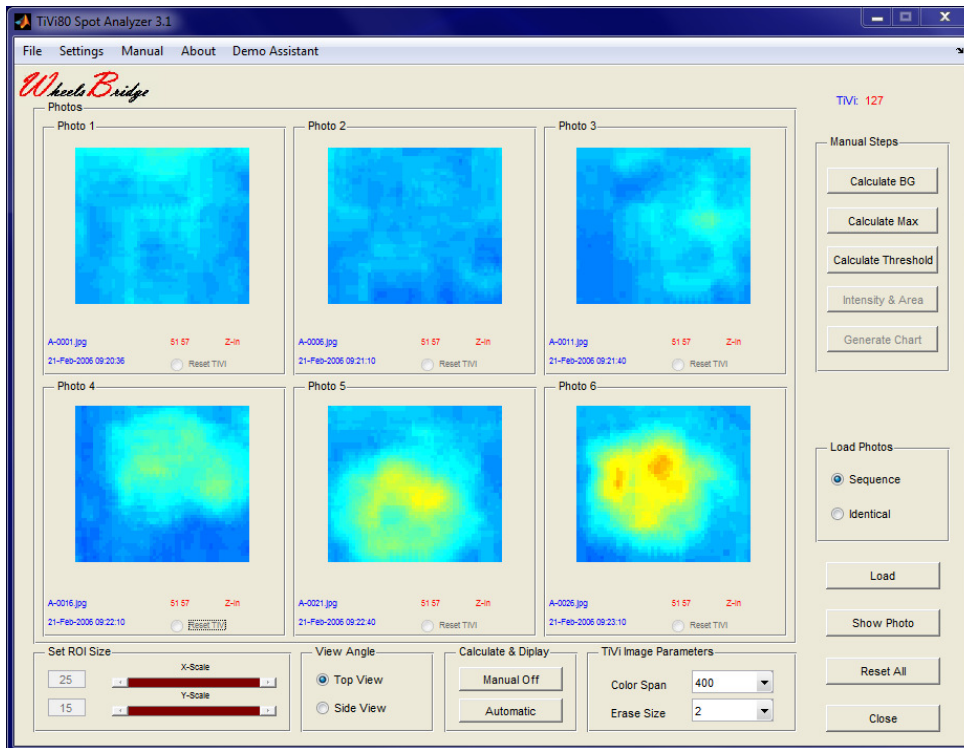 TiVi80 Spot Analyzer 3.1
File Settings Manual About Demo Assistant
WheelsBridge
TiVi: 127
Photos
Photo 1
A-0001.jpg 51 57 Z-In
21-Feb-2006 09:20:36 Reset TIVI
Photo 2
A-0006.jpg 51 57 Z-In
21-Feb-2006 09:21:10 Reset TIVI
Photo 3
A-0011.jpg 51 57 Z-In
21-Feb-2006 09:21:40 Reset TIVI
Photo 4
A-0016.jpg 51 57 Z-In
21-Feb-2006 09:22:10 Reset TIVI
Photo 5
A-0021.jpg 51 57 Z-In
21-Feb-2006 09:22:40 Reset TIVI
Photo 6
A-0026.jpg 51 57 Z-In
21-Feb-2006 09:23:10 Reset TIVI
Manual Steps
Calculate BG
Calculate Max
Calculate Threshold
Intensity & Area
Generate Chart
Load Photos
Sequence
Identical
Load
Show Photo
Reset All
Close
Set ROI Size
X-Scale
25
Y-Scale
15
View Angle
Top View
Side View
Calculate & Diplay
Manual Off
Automatic
TiVi Image Parameters
Color Span 400
Erase Size 2